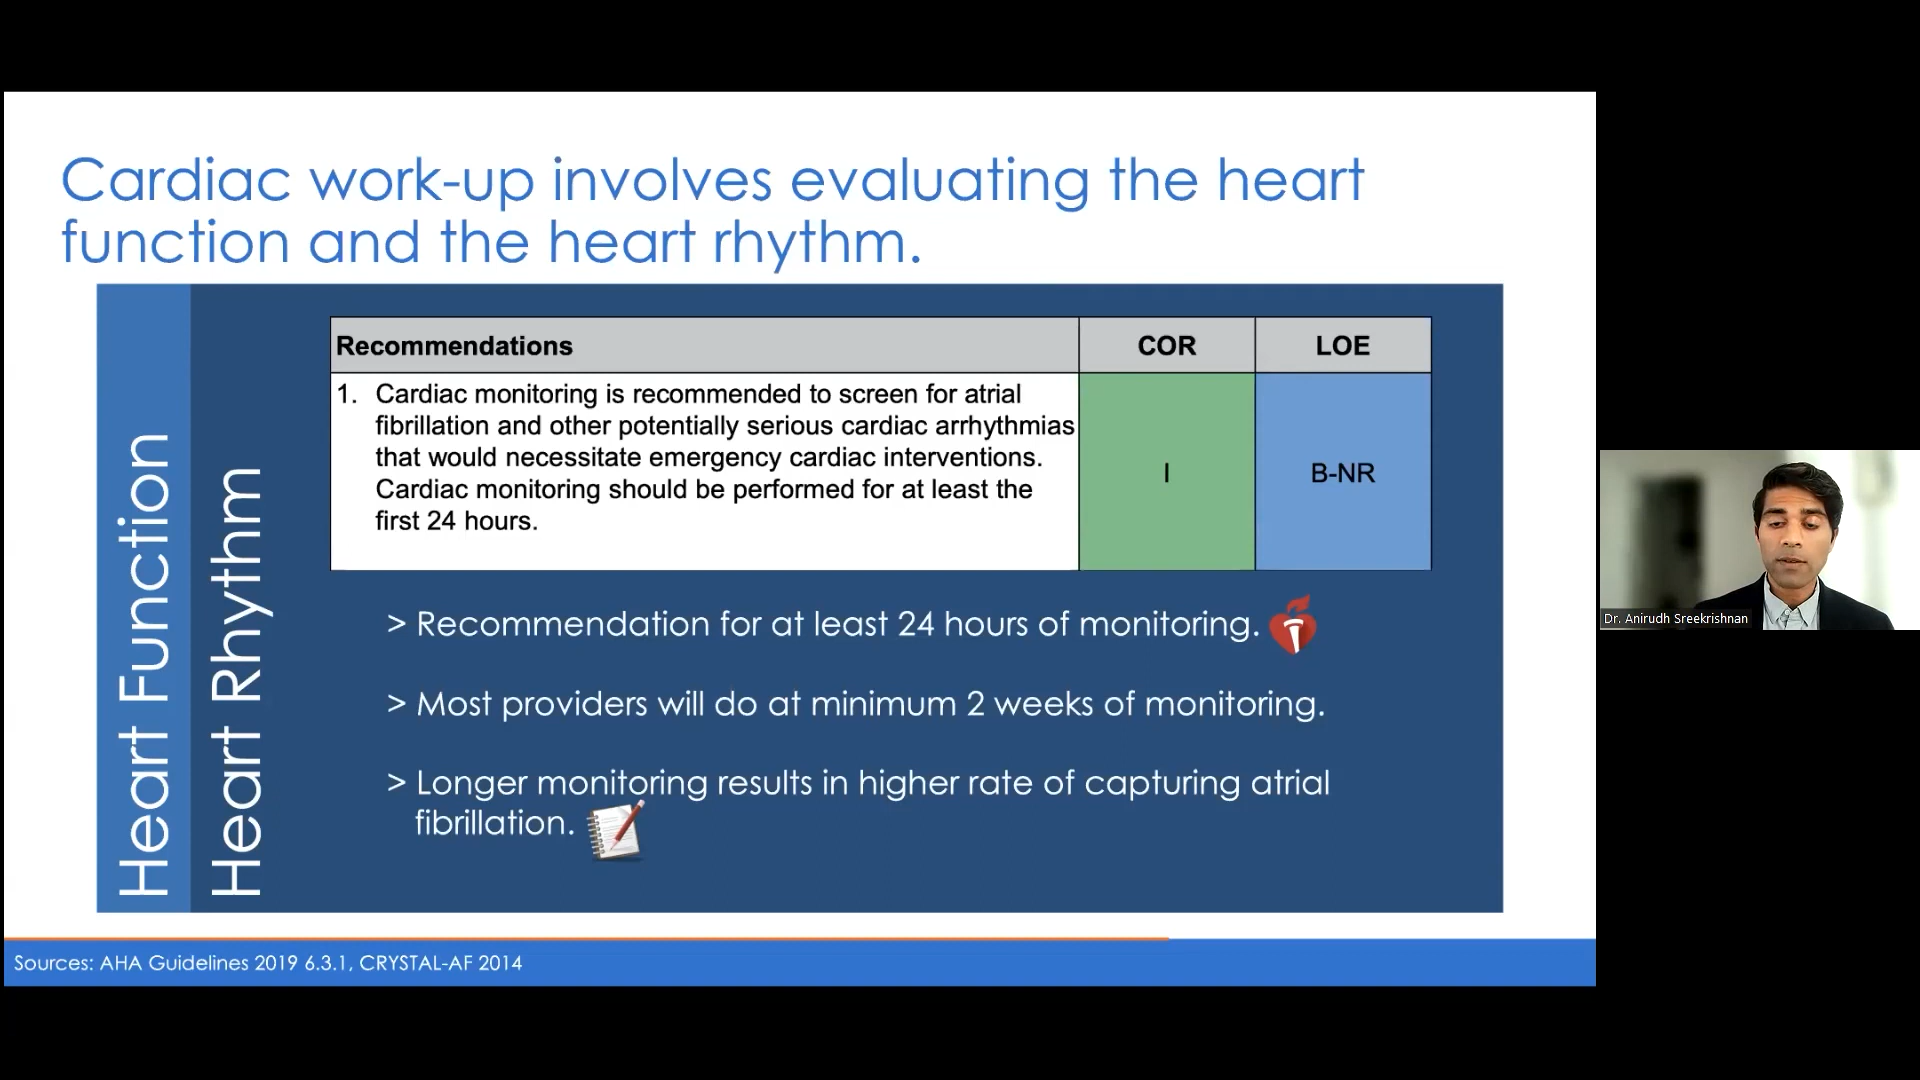 Cardiac work-up involves evaluating the heart
function and the heart rhythm.
Heart Function
Heart Rhythm
Recommendations COR LOE
1. Cardiac monitoring is recommended to screen for atrial
fibrillation and other potentially serious cardiac arrhythmias
that would necessitate emergency cardiac interventions.
Cardiac monitoring should be performed for at least the
first 24 hours.
I
B-NR
> Recommendation for at least 24 hours of monitoring.
> Most providers will do at minimum 2 weeks of monitoring.
> Longer monitoring results in higher rate of capturing atrial
fibrillation.
Sources: AHA Guidelines 2019 6.3.1, CRYSTAL-AF 2014
Dr. Anirudh Sreekrishnan